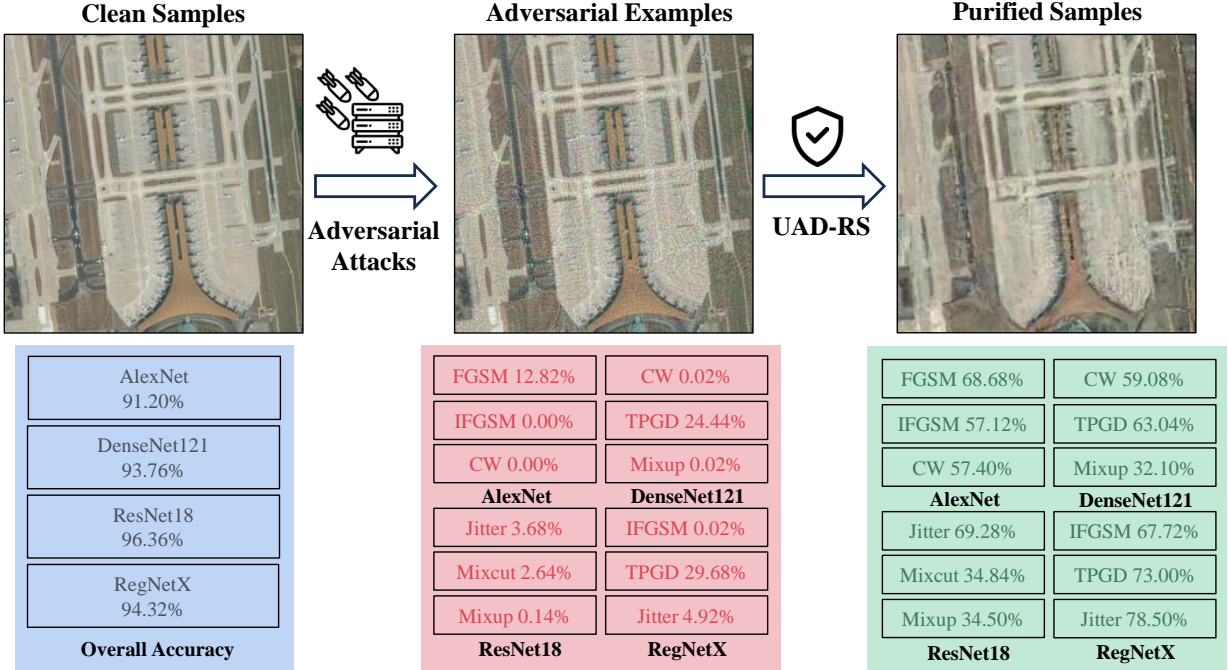 Clean Samples
Adversarial Examples
Purified Samples
Adversarial
Attacks
UAD-RS
AlexNet
91.20%
DenseNet121
93.76%
ResNet18
96.36%
RegNetX
94.32%
Overall Accuracy
FGSM 12.82%
CW 0.02%
IFGSM 0.00%
TPGD 24.44%
CW 0.00%
Mixup 0.02%
AlexNet
DenseNet121
Jitter 3.68%
IFGSM 0.02%
Mixcut 2.64%
TPGD 29.68%
Mixup 0.14%
Jitter 4.92%
ResNet18
RegNetX
FGSM 68.68%
CW 59.08%
IFGSM 57.12%
TPGD 63.04%
CW 57.40%
Mixup 32.10%
AlexNet
DenseNet121
Jitter 69.28%
IFGSM 67.72%
Mixcut 34.84%
TPGD 73.00%
Mixup 34.50%
Jitter 78.50%
ResNet18
RegNetX